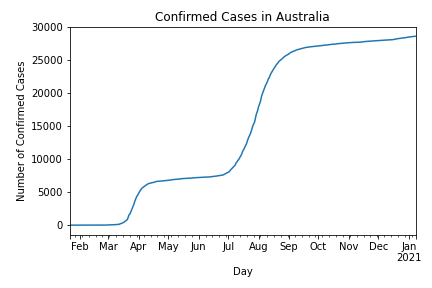 Confirmed Cases in Australia
30000
25000
20000
15000
10000
5000
0
Number of Confirmed Cases
Feb Mar Apr May Jun Jul Aug Sep Oct Nov Dec Jan
2021
Day